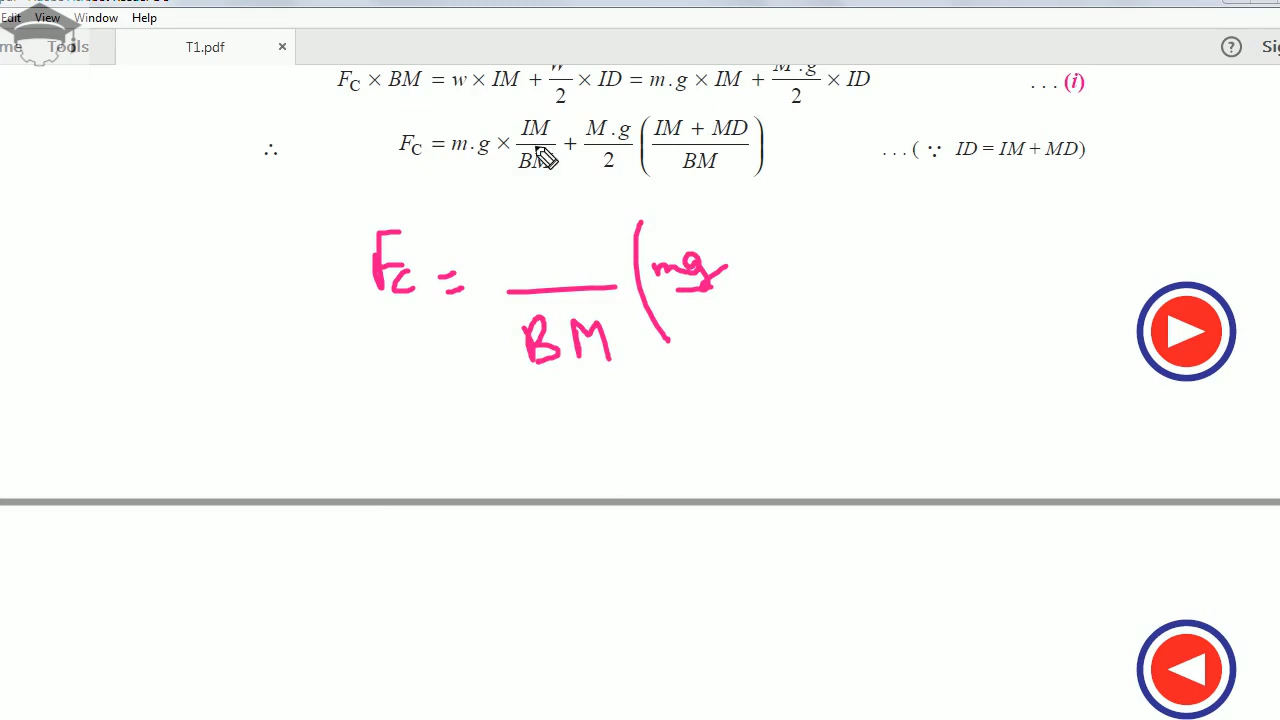 Edit View Window Help
me Tools T1.pdf × ? Sig
F_C × BM = w × IM + w/2 × ID = m.g × IM + M.g/2 × ID ... (i)
∴ F_C = m.g × IM/BM + M.g/2 ( IM + MD / BM ) ... ( ∵ ID = IM + MD)
F_C = /BM ( mg